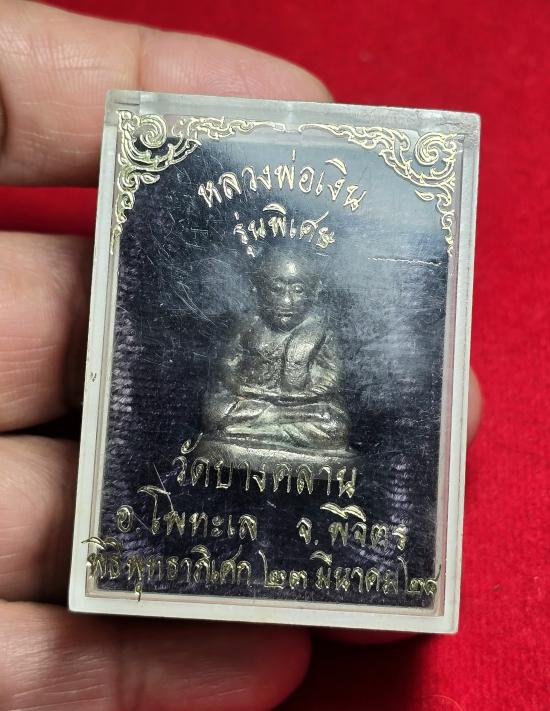 หลวงพ่อเงิน
รุ่นพิเศษ
วัดบางคลาน
อ.โพทะเล จ.พิจิตร
พิธีพุทธาภิเศก ๒๓ มีนาคม ๒๘